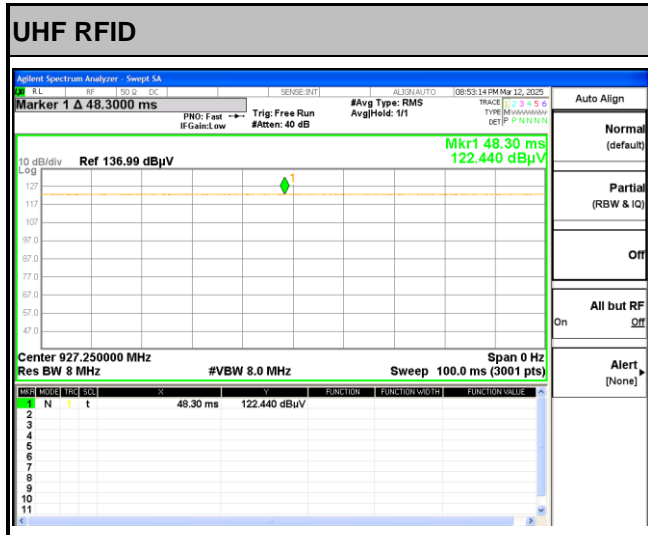 UHF RFID
Agilent Spectrum Analyzer - Swept SA
RL RF 50 Ω DC SENSE:INT ALIGNAUTO 08:53:14 PM Mar 12, 2025
Marker 1 Δ 48.3000 ms
PNO: Fast
IFGain:Low
Trig: Free Run
#Atten: 40 dB
#Avg Type: RMS
Avg|Hold: 1/1
TRACE 1 2 3 4 5 6
TYPE M
DET P P N N N N
Mkr1 48.30 ms
122.440 dBµV
10 dB/div Ref 136.99 dBµV
Log
1
127
117
107
97.0
87.0
77.0
67.0
57.0
47.0
Center 927.250000 MHz Span 0 Hz
Res BW 8 MHz #VBW 8.0 MHz Sweep 100.0 ms (3001 pts)
MKR MODE TRC SCL X Y FUNCTION FUNCTION WIDTH FUNCTION VALUE
1 N 1 t 48.30 ms 122.440 dBµV
2
3
4
5
6
7
8
9
10
11
Auto Align
Normal
(default)
Partial
(RBW & IQ)
Off
All but RF
On Off
Alert
[None]